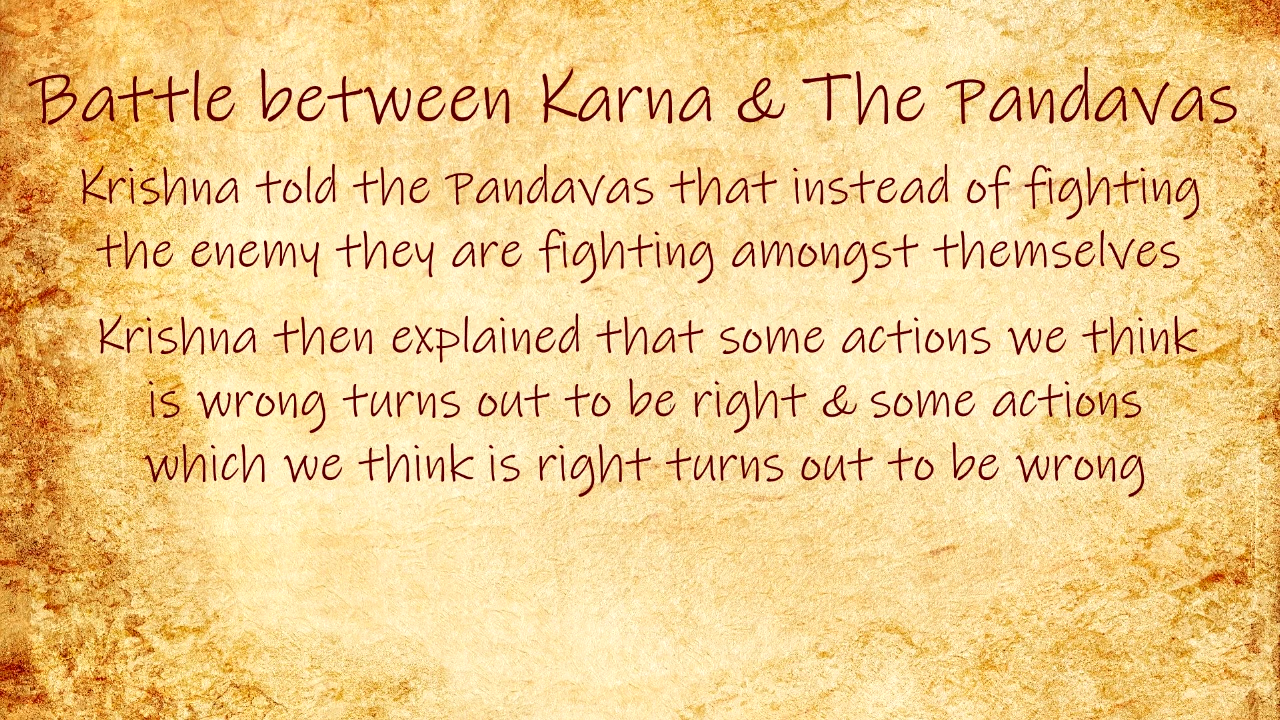 Battle between Karna & The Pandavas
Krishna told the Pandavas that instead of fighting
the enemy they are fighting amongst themselves
Krishna then explained that some actions we think
is wrong turns out to be right & some actions
which we think is right turns out to be wrong